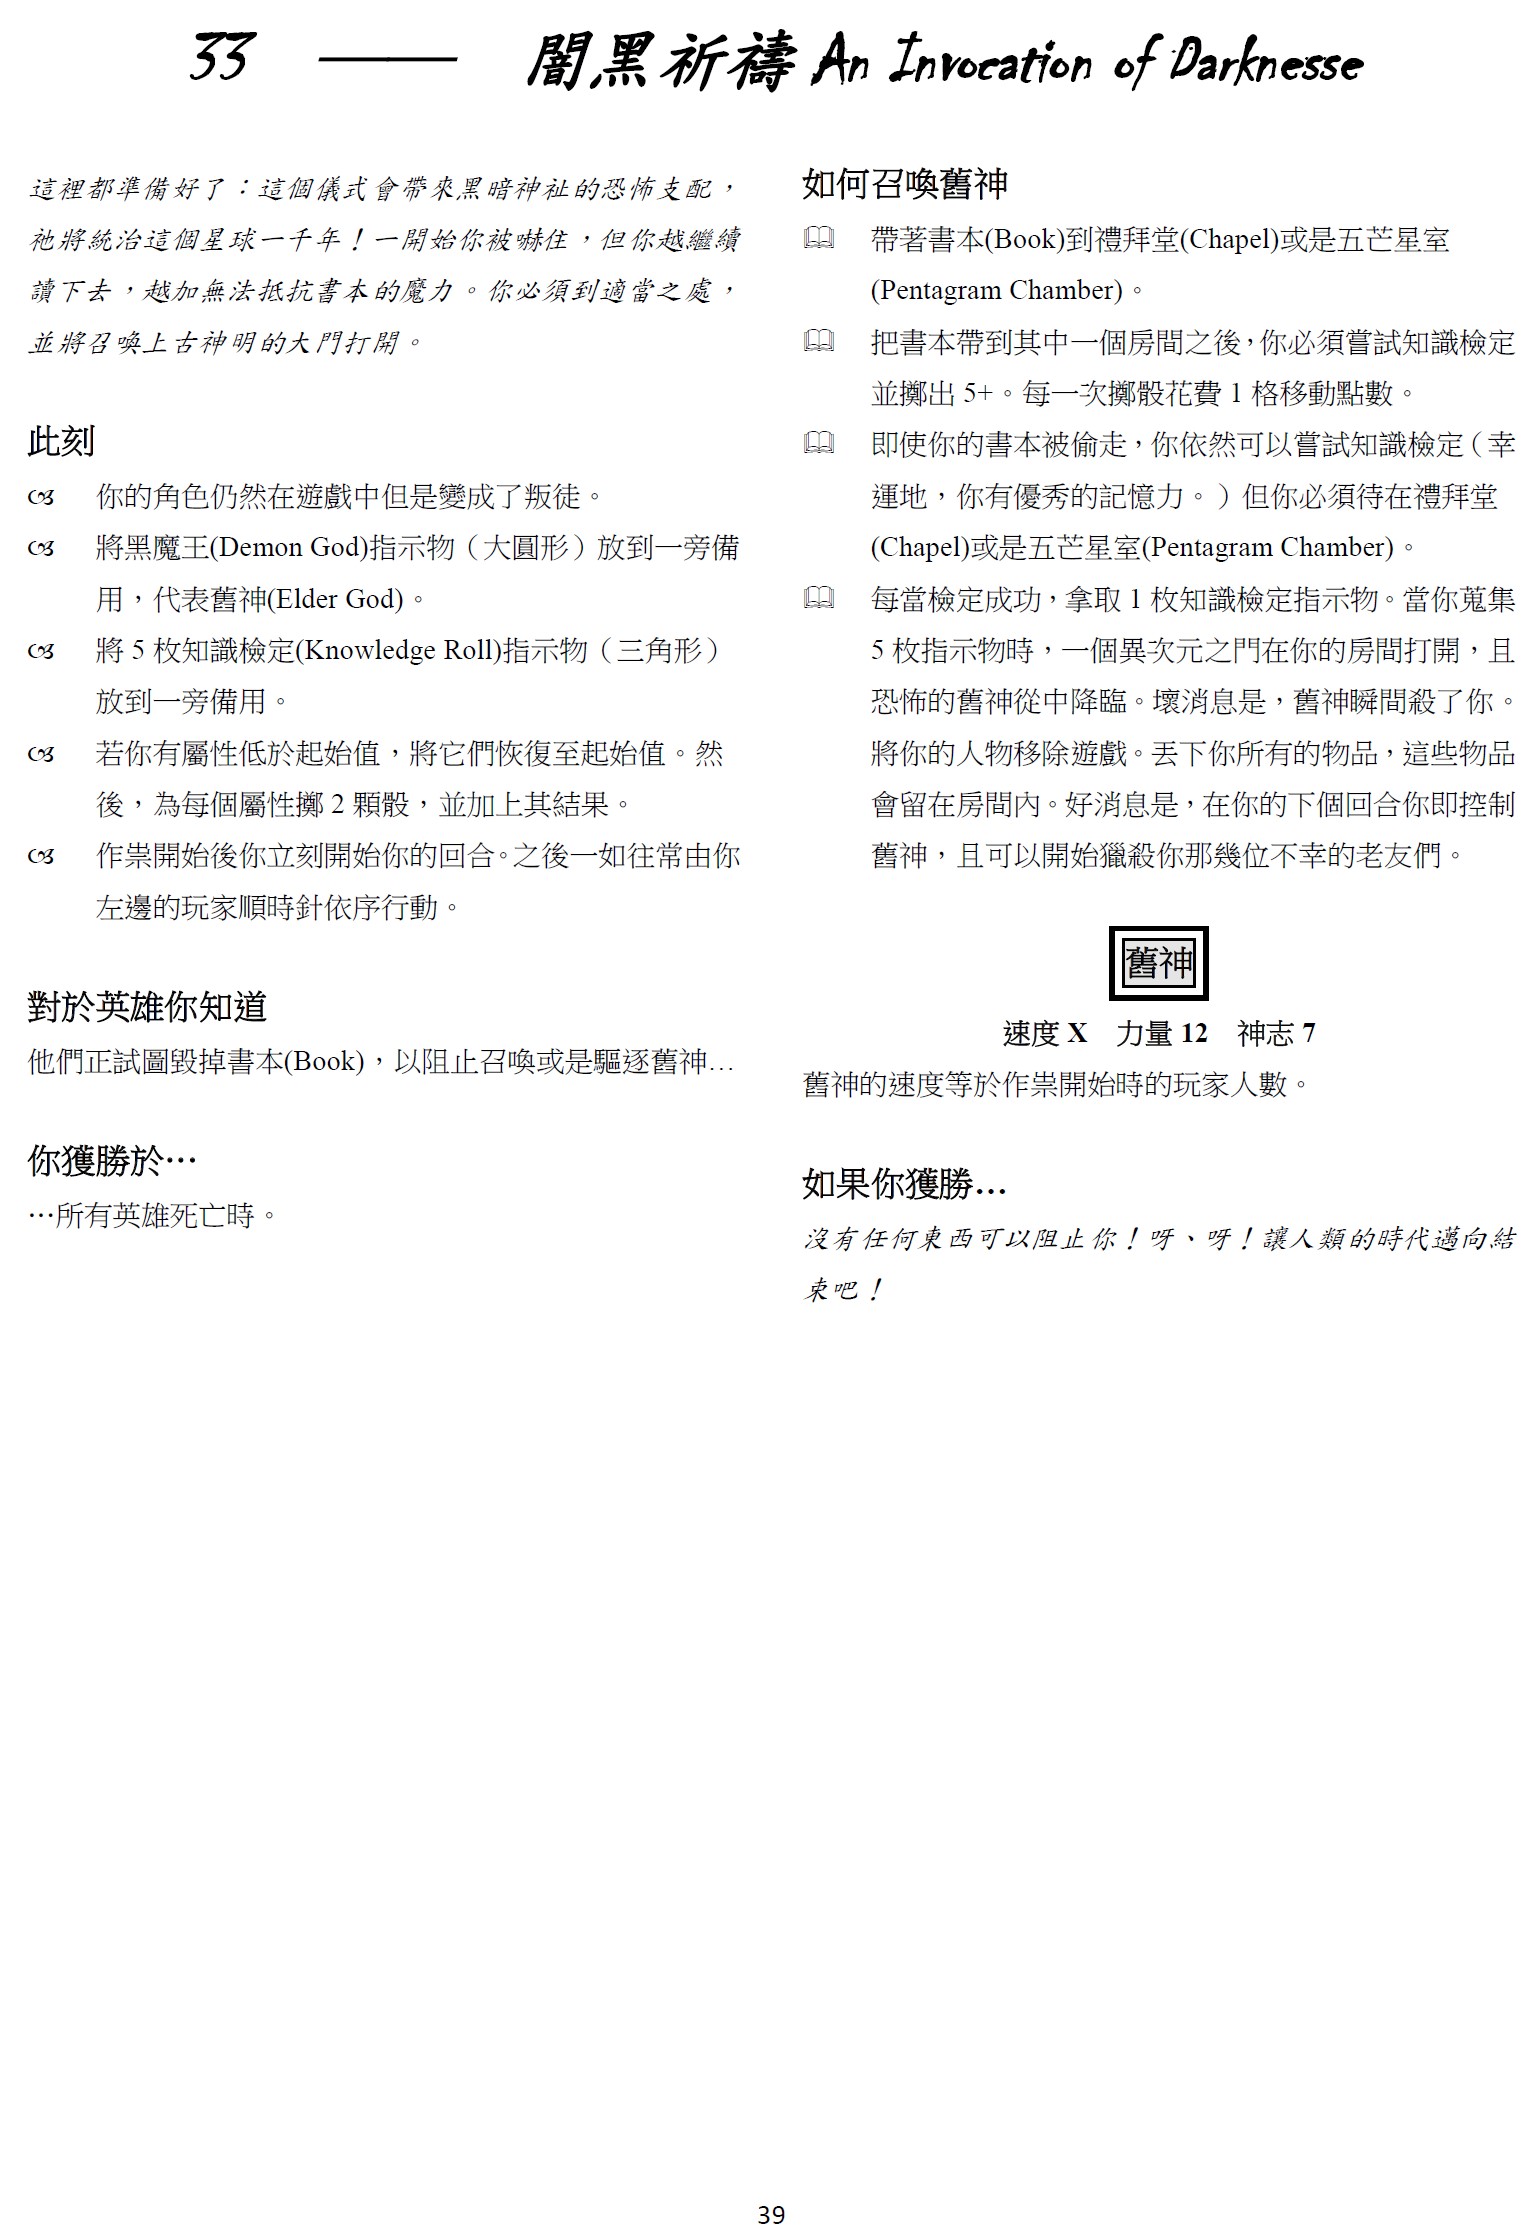 33 —— 闇黑祈禱 An Invocation of Darknesse
這裡都準備好了：這個儀式會帶來黑暗神祉的恐怖支配，
祂將統治這個星球一千年！一開始你被嚇住，但你越繼續
讀下去，越加無法抵抗書本的魔力。你必須到適當之處，
並將召喚上古神明的大門打開。
此刻
你的角色仍然在遊戲中但是變成了叛徒。
將黑魔王(Demon God)指示物（大圓形）放到一旁備
用，代表舊神(Elder God)。
將 5 枚知識檢定(Knowledge Roll)指示物（三角形）
放到一旁備用。
若你有屬性低於起始值，將它們恢復至起始值。然
後，為每個屬性擲 2 顆骰，並加上其結果。
作祟開始後你立刻開始你的回合。之後一如往常由你
左邊的玩家順時針依序行動。
對於英雄你知道
他們正試圖毀掉書本(Book)，以阻止召喚或是驅逐舊神…
你獲勝於…
…所有英雄死亡時。
如何召喚舊神
帶著書本(Book)到禮拜堂(Chapel)或是五芒星室
(Pentagram Chamber)。
把書本帶到其中一個房間之後，你必須嘗試知識檢定
並擲出 5+。每一次擲骰花費 1 格移動點數。
即使你的書本被偷走，你依然可以嘗試知識檢定（幸
運地，你有優秀的記憶力。）但你必須待在禮拜堂
(Chapel)或是五芒星室(Pentagram Chamber)。
每當檢定成功，拿取 1 枚知識檢定指示物。當你蒐集
5 枚指示物時，一個異次元之門在你的房間打開，且
恐怖的舊神從中降臨。壞消息是，舊神瞬間殺了你。
將你的人物移除遊戲。丟下你所有的物品，這些物品
會留在房間內。好消息是，在你的下個回合你即控制
舊神，且可以開始獵殺你那幾位不幸的老友們。
舊神
速度 X 力量 12 神志 7
舊神的速度等於作祟開始時的玩家人數。
如果你獲勝…
沒有任何東西可以阻止你！呀、呀！讓人類的時代邁向結
束吧！
39